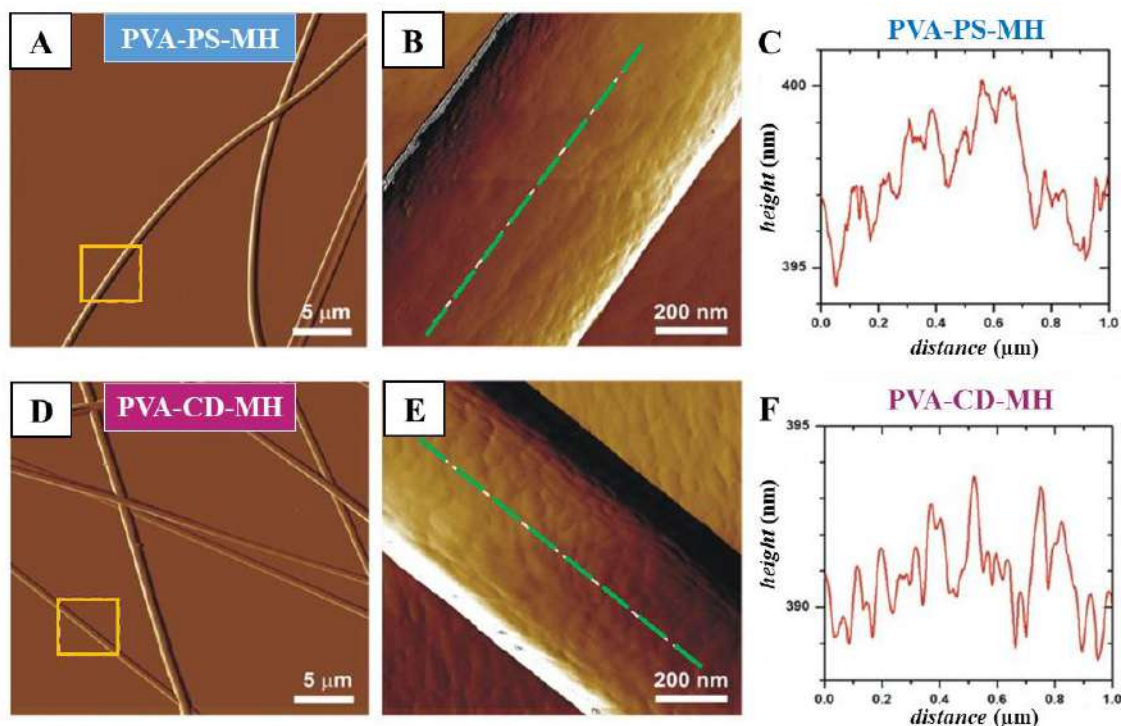 A
PVA-PS-MH
5 μm
B
200 nm
C
PVA-PS-MH
height (nm)
400
395
0.0 0.2 0.4 0.6 0.8 1.0
distance (μm)
D
PVA-CD-MH
5 μm
E
200 nm
F
PVA-CD-MH
height (nm)
395
390
0.0 0.2 0.4 0.6 0.8 1.0
distance (μm)